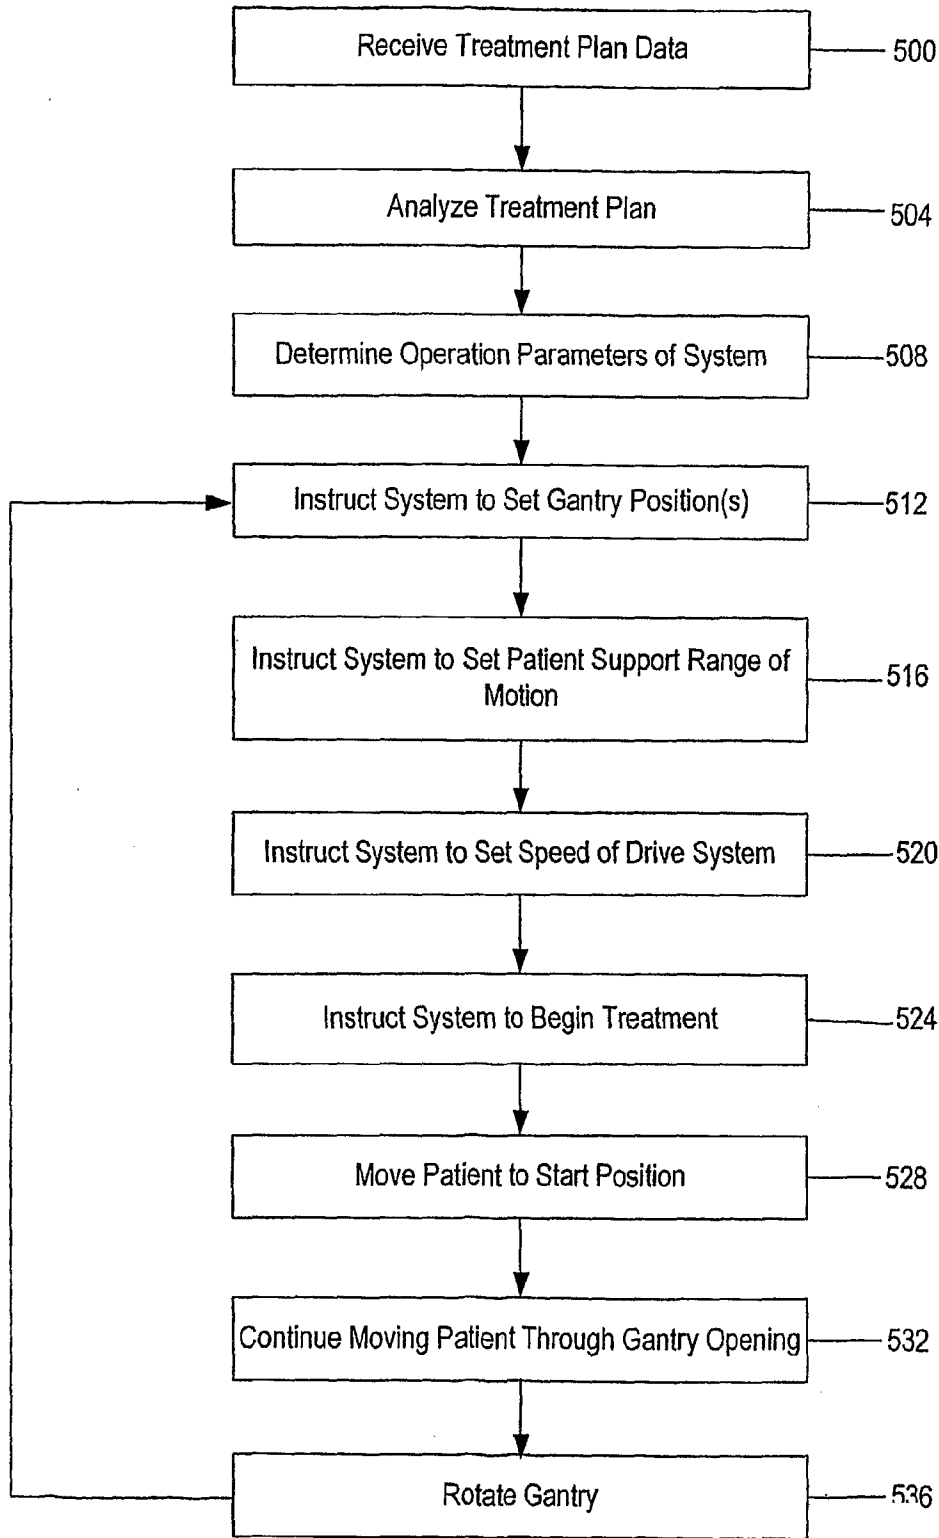 Receive Treatment Plan Data
500
Analyze Treatment Plan
504
Determine Operation Parameters of System
508
Instruct System to Set Gantry Position(s)
512
Instruct System to Set Patient Support Range of
Motion
516
Instruct System to Set Speed of Drive System
520
Instruct System to Begin Treatment
524
Move Patient to Start Position
528
Continue Moving Patient Through Gantry Opening
532
Rotate Gantry
536